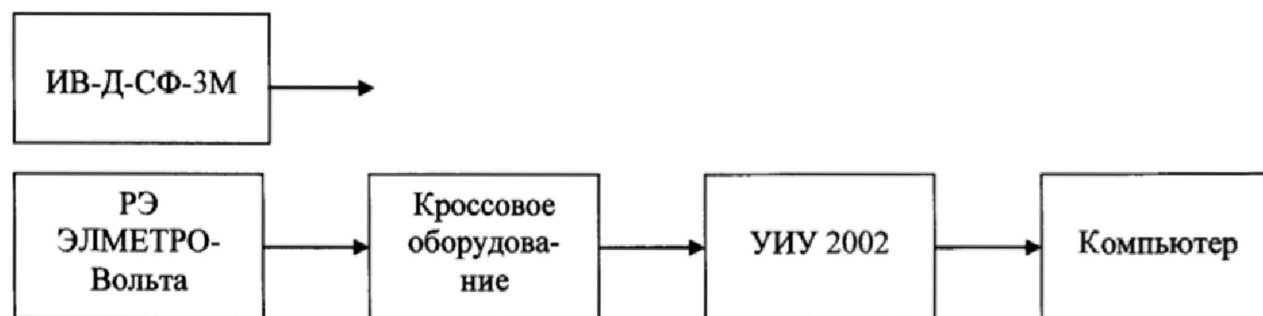 ИВ-Д-СФ-3М
РЭ
ЭЛМЕТРО-
Вольта
Кроссовое
оборудова-
ние
УИУ 2002
Компьютер